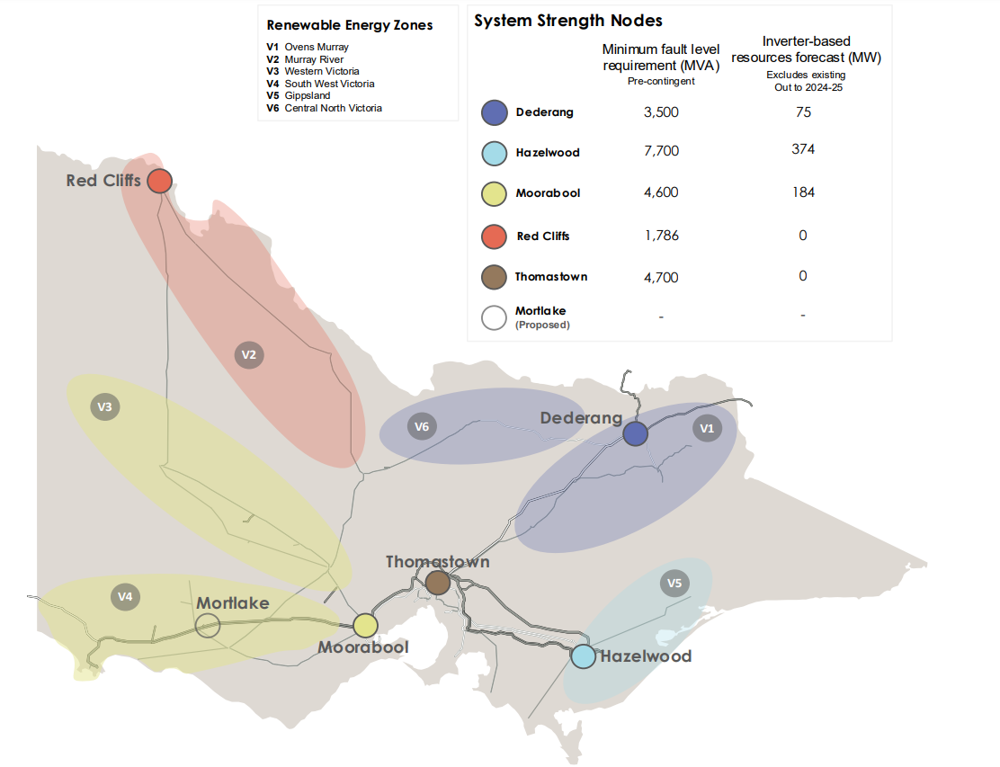 Renewable Energy Zones
V1 Ovens Murray
V2 Murray River
V3 Western Victoria
V4 South West Victoria
V5 Gippsland
V6 Central North Victoria
System Strength Nodes
Minimum fault level
requirement (MVA)
Pre-contingent
Inverter-based
resources forecast (MW)
Excludes existing
Out to 2024-25
Dederang 3,500 75
Hazelwood 7,700 374
Moorabool 4,600 184
Red Cliffs 1,786 0
Thomastown 4,700 0
Mortlake - -
(Proposed)
Red Cliffs
V2
V3
V6
Dederang
V1
Thomastown
V4
Mortlake
V5
Moorabool
Hazelwood